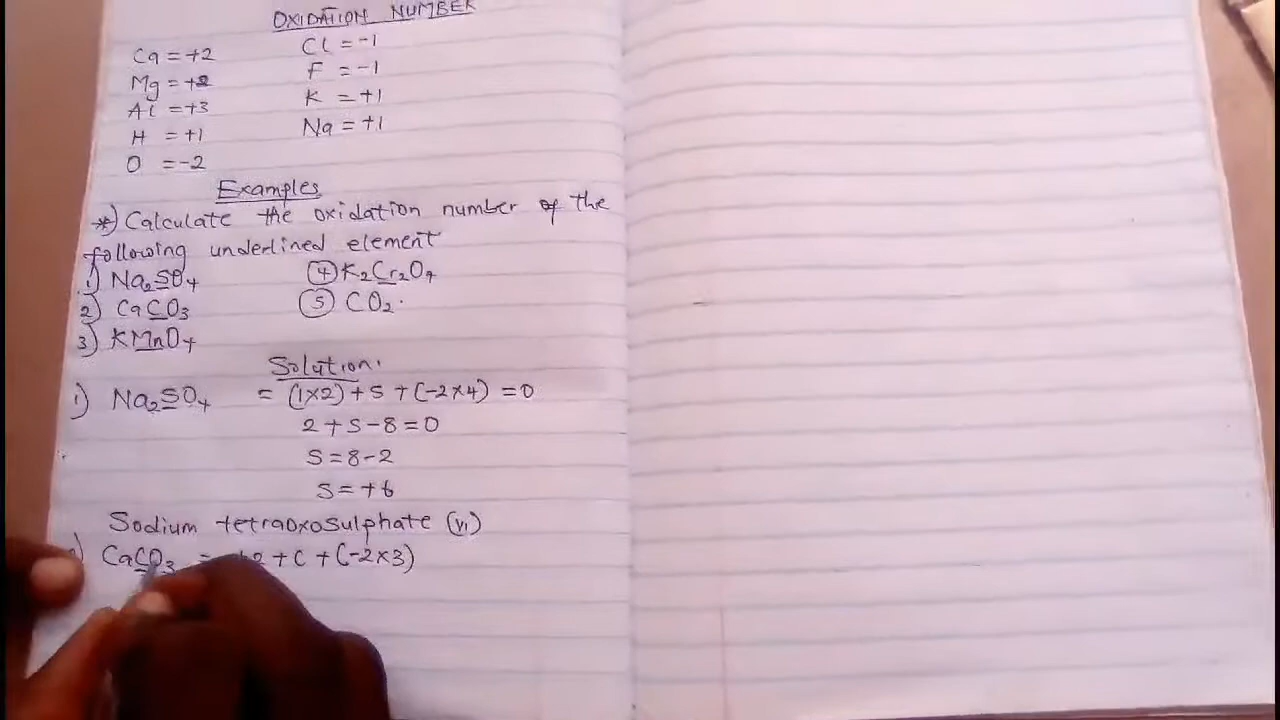 OXIDATION NUMBER
Ca = +2
Mg = +2
Al = +3
H = +1
O = -2
Cl = -1
F = -1
K = +1
Na = +1
Examples
*) Calculate the oxidation number of the
following underlined element
1) Na₂SO₄
2) CaCO₃
3) KMnO₄
④ K₂Cr₂O₇
⑤ CO₂.
Solution.
1) Na₂SO₄ = (1×2) + S + (-2×4) = 0
2 + S - 8 = 0
S = 8 - 2
S = +6
Sodium tetraoxosulphate (VI)
CaCO₃ = +2 + C + (-2×3)